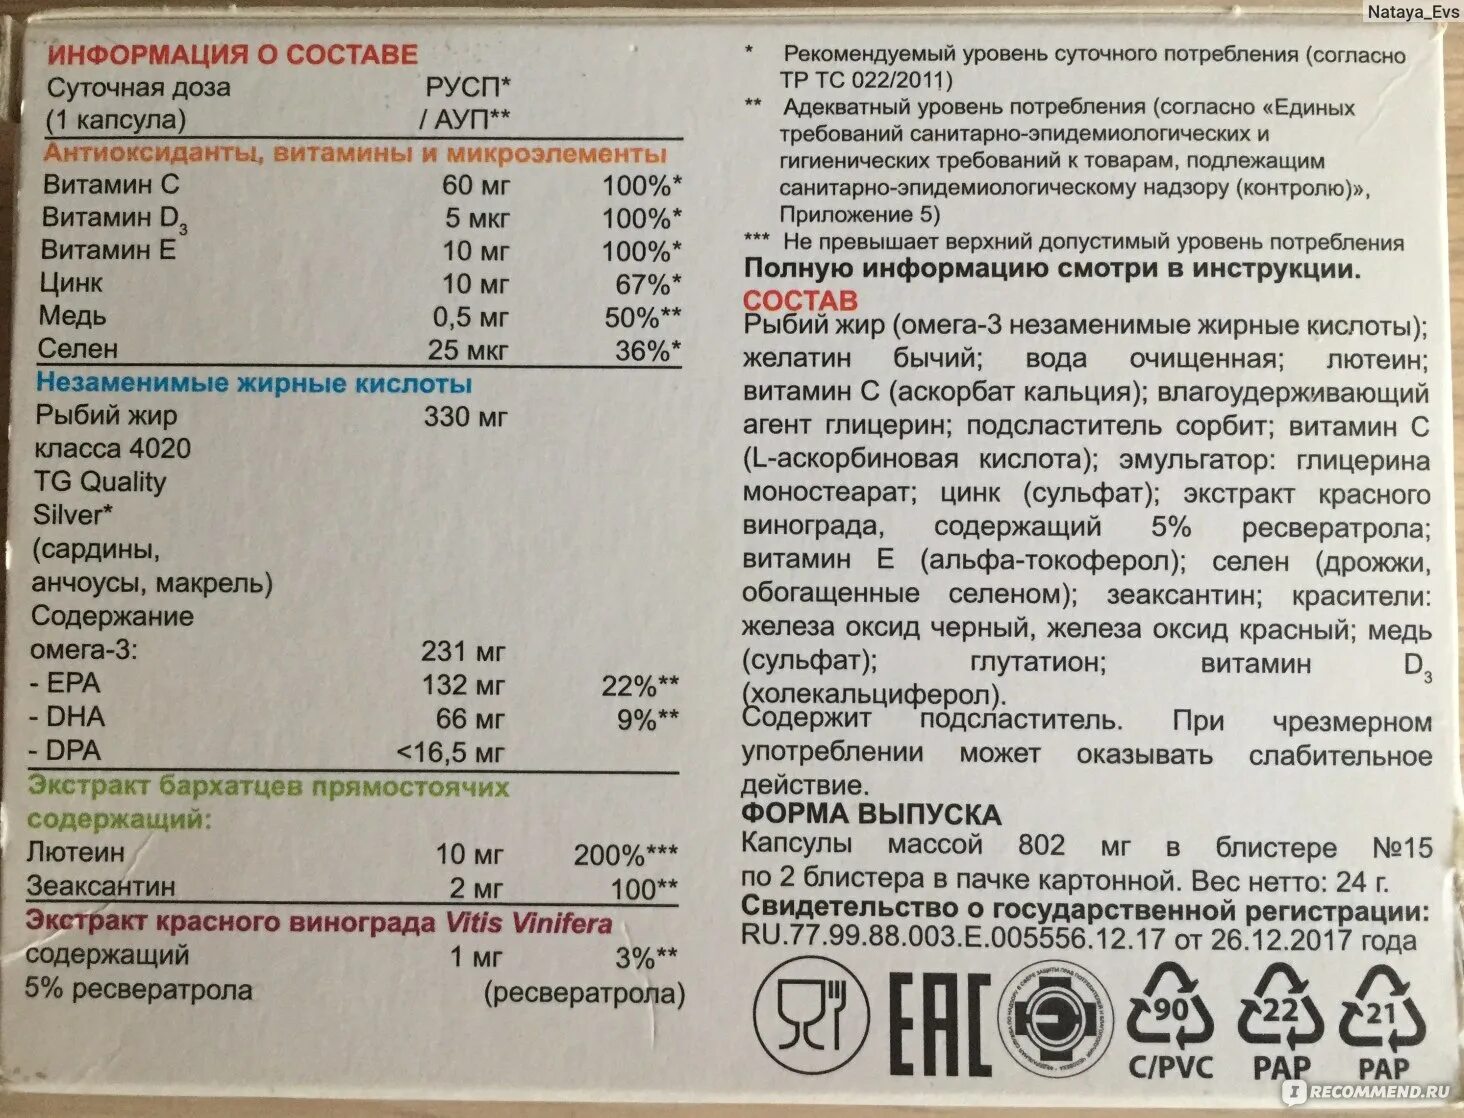 Nataya_Evs
ИНФОРМАЦИЯ О СОСТАВЕ
Суточная доза РУСП*
(1 капсула) / АУП**
Антиоксиданты, витамины и микроэлементы
Витамин С 60 мг 100%*
Витамин D3 5 мкг 100%*
Витамин Е 10 мг 100%*
Цинк 10 мг 67%*
Медь 0,5 мг 50%**
Селен 25 мкг 36%*
Незаменимые жирные кислоты
Рыбий жир 330 мг
класса 4020
TG Quality
Silver*
(сардины,
анчоусы, макрель)
Содержание
омега-3: 231 мг
- EPA 132 мг 22%**
- DHA 66 мг 9%**
- DPA <16,5 мг
Экстракт бархатцев прямостоячих
содержащий:
Лютеин 10 мг 200%***
Зеаксантин 2 мг 100**
Экстракт красного винограда Vitis Vinifera
содержащий 1 мг 3%**
5% ресвератрола (ресвератрола)
* Рекомендуемый уровень суточного потребления (согласно
ТР ТС 022/2011)
** Адекватный уровень потребления (согласно «Единых
требований санитарно-эпидемиологических и
гигиенических требований к товарам, подлежащим
санитарно-эпидемиологическому надзору (контролю)»,
Приложение 5)
*** Не превышает верхний допустимый уровень потребления
Полную информацию смотри в инструкции.
СОСТАВ
Рыбий жир (омега-3 незаменимые жирные кислоты);
желатин бычий; вода очищенная; лютеин;
витамин С (аскорбат кальция); влагоудерживающий
агент глицерин; подсластитель сорбит; витамин С
(L-аскорбиновая кислота); эмульгатор: глицерина
моностеарат; цинк (сульфат); экстракт красного
винограда, содержащий 5% ресвератрола;
витамин Е (альфа-токоферол); селен (дрожжи,
обогащенные селеном); зеаксантин; красители:
железа оксид черный, железа оксид красный; медь
(сульфат); глутатион; витамин D3
(холекальциферол).
Содержит подсластитель. При чрезмерном
употреблении может оказывать слабительное
действие.
ФОРМА ВЫПУСКА
Капсулы массой 802 мг в блистере №15
по 2 блистера в пачке картонной. Вес нетто: 24 г.
Свидетельство о государственной регистрации:
RU.77.99.88.003.Е.005556.12.17 от 26.12.2017 года
EAC
90 22 21
C/PVC PAP PAP
RECOMMEND.RU